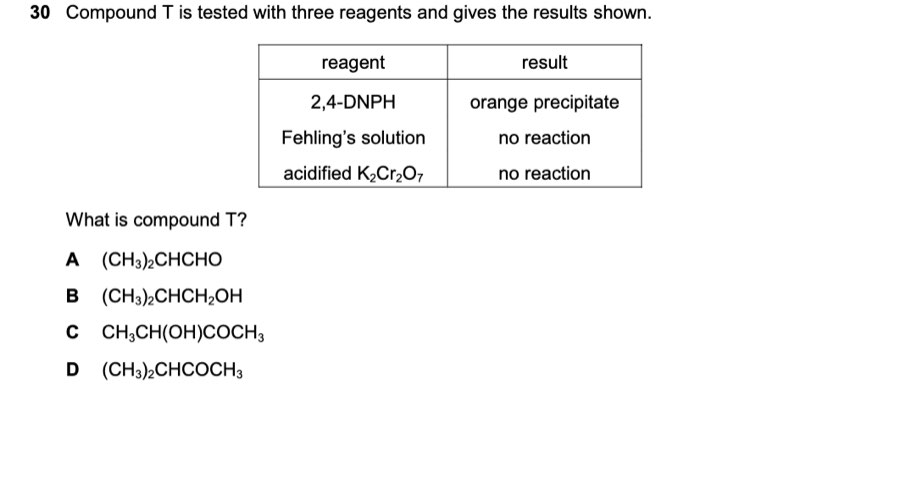 30 Compound T is tested with three reagents and gives the results shown.
reagent result
2,4-DNPH orange precipitate
Fehling's solution no reaction
acidified K₂Cr₂O₇ no reaction
What is compound T?
A (CH₃)₂CHCHO
B (CH₃)₂CHCH₂OH
C CH₃CH(OH)COCH₃
D (CH₃)₂CHCOCH₃